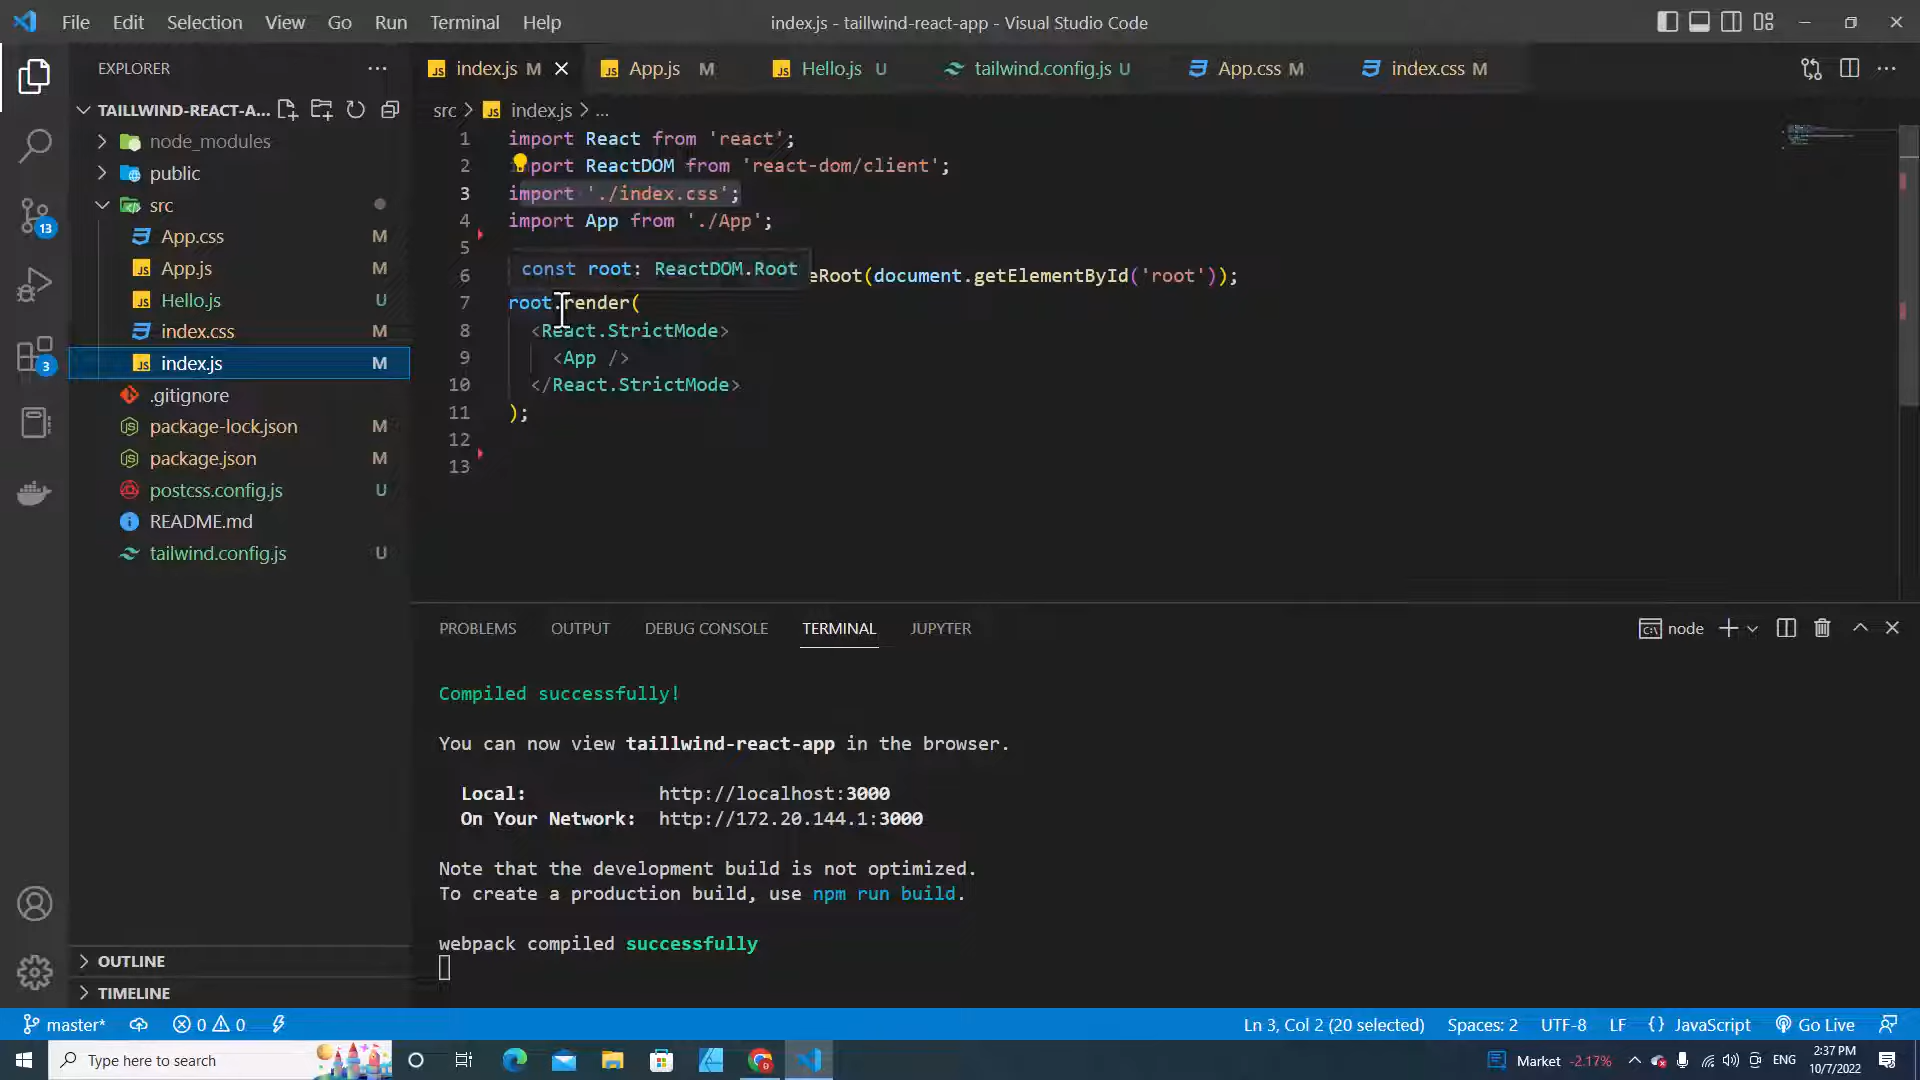 File Edit Selection View Go Run Terminal Help
index.js - taillwind-react-app - Visual Studio Code
EXPLORER
index.js M
App.js M
Hello.js U
tailwind.config.js U
App.css M
index.css M
TAILLWIND-REACT-A...
node_modules
public
src
App.css M
App.js M
Hello.js U
index.css M
index.js M
.gitignore
package-lock.json M
package.json M
postcss.config.js U
README.md
tailwind.config.js U
OUTLINE
TIMELINE
13
3
src > index.js > ...
1 import React from 'react';
2 import ReactDOM from 'react-dom/client';
3 import './index.css';
4 import App from './App';
5
const root: ReactDOM.Root
6 eRoot(document.getElementById('root'));
7 root.render(
8 <React.StrictMode>
9 <App />
10 </React.StrictMode>
11 );
12
13
PROBLEMS OUTPUT DEBUG CONSOLE TERMINAL JUPYTER
node
Compiled successfully!
You can now view taillwind-react-app in the browser.
Local: http://localhost:3000
On Your Network: http://172.20.144.1:3000
Note that the development build is not optimized.
To create a production build, use npm run build.
webpack compiled successfully
master* 0 0 Ln 3, Col 2 (20 selected) Spaces: 2 UTF-8 LF {} JavaScript Go Live
Type here to search
Market -2.17%
ENG
2:37 PM
10/7/2022